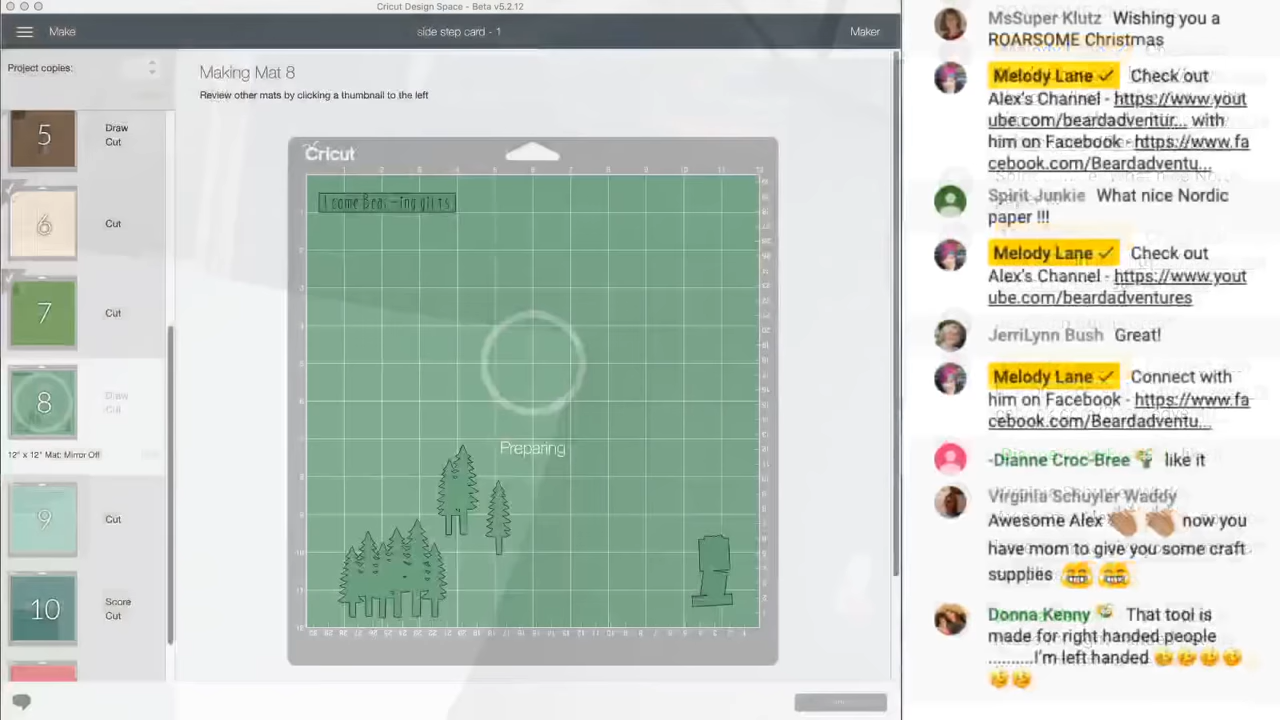 Cricut Design Space - Beta v5.2.12
Make
side step card - 1
Maker
Project copies:
Making Mat 8
Review other mats by clicking a thumbnail to the left
5
Draw
Cut
6
Cut
7
Cut
8
Draw
Cut
12" x 12" Mat: Mirror Off
9
Cut
10
Score
Cut
Cricut
I come Bear-ing gifts
Preparing
MsSuper Klutz Wishing you a
ROARSOME Christmas
Melody Lane ✓ Check out
Alex's Channel - https://www.yout
ube.com/beardadventur... with
him on Facebook - https://www.fa
cebook.com/Beardadventu...
Spirit Junkie What nice Nordic
paper !!!
Melody Lane ✓ Check out
Alex's Channel - https://www.yout
ube.com/beardadventures
JerriLynn Bush Great!
Melody Lane ✓ Connect with
him on Facebook - https://www.fa
cebook.com/Beardadventu...
-Dianne Croc-Bree like it
Virginia Schuyler Waddy
Awesome Alex 👏🏽 👏🏽 now you
have mom to give you some craft
supplies 😂 😂
Donna Kenny That tool is
made for right handed people
..........I'm left handed